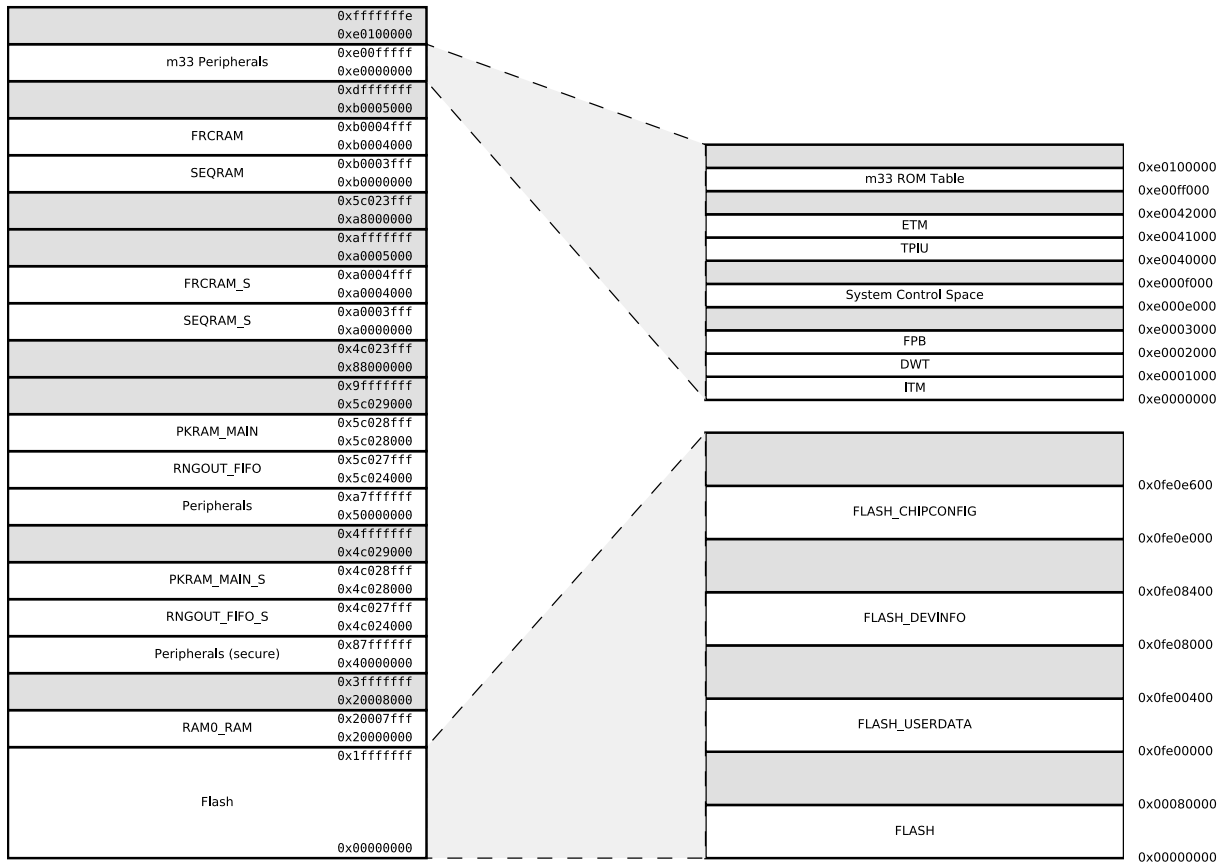 0xfffffffe
0xe0100000
m33 Peripherals
0xe00fffff
0xe0000000
0xdfffffff
0xb0005000
FRCRAM
0xb0004fff
0xb0004000
SEQRAM
0xb0003fff
0xb0000000
0x5c023fff
0xa8000000
0xafffffff
0xa0005000
FRCRAM_S
0xa0004fff
0xa0004000
SEQRAM_S
0xa0003fff
0xa0000000
0x4c023fff
0x88000000
0x9fffffff
0x5c029000
PKRAM_MAIN
0x5c028fff
0x5c028000
RNGOUT_FIFO
0x5c027fff
0x5c024000
Peripherals
0xa7ffffff
0x50000000
0x4fffffff
0x4c029000
PKRAM_MAIN_S
0x4c028fff
0x4c028000
RNGOUT_FIFO_S
0x4c027fff
0x4c024000
Peripherals (secure)
0x87ffffff
0x40000000
0x3fffffff
0x20008000
RAM0_RAM
0x20007fff
0x20000000
0x1fffffff
Flash
0x00000000
0xe0100000
m33 ROM Table
0xe00ff000
0xe0042000
ETM
0xe0041000
TPIU
0xe0040000
0xe000f000
System Control Space
0xe000e000
0xe0003000
FPB
0xe0002000
DWT
0xe0001000
ITM
0xe0000000
0x0fe0e600
FLASH_CHIPCONFIG
0x0fe0e000
0x0fe08400
FLASH_DEVINFO
0x0fe08000
0x0fe00400
FLASH_USERDATA
0x0fe00000
0x00080000
FLASH
0x00000000